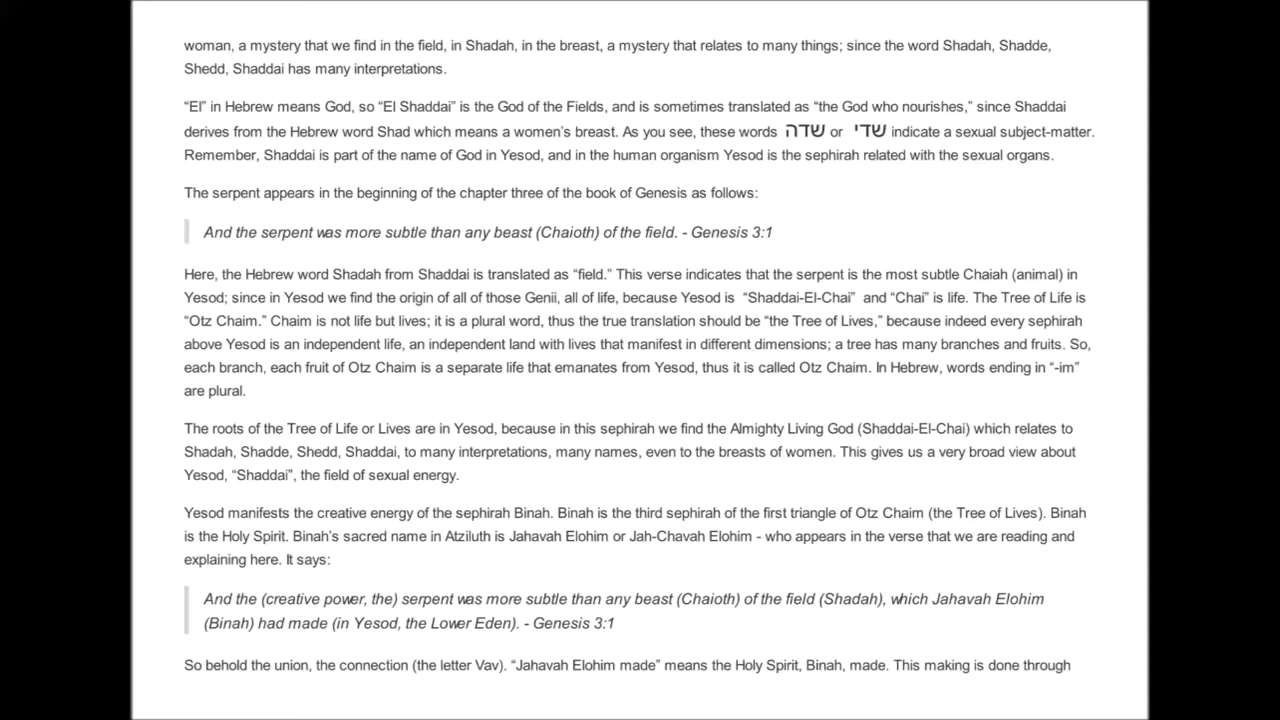 woman, a mystery that we find in the field, in Shadah, in the breast, a mystery that relates to many things; since the word Shadah, Shadde,
Shedd, Shaddai has many interpretations.
“El” in Hebrew means God, so “El Shaddai” is the God of the Fields, and is sometimes translated as “the God who nourishes,” since Shaddai
derives from the Hebrew word Shad which means a women’s breast. As you see, these words שדה or שדי indicate a sexual subject-matter.
Remember, Shaddai is part of the name of God in Yesod, and in the human organism Yesod is the sephirah related with the sexual organs.
The serpent appears in the beginning of the chapter three of the book of Genesis as follows:
And the serpent was more subtle than any beast (Chaioth) of the field. - Genesis 3:1
Here, the Hebrew word Shadah from Shaddai is translated as “field.” This verse indicates that the serpent is the most subtle Chaiah (animal) in
Yesod; since in Yesod we find the origin of all of those Genii, all of life, because Yesod is “Shaddai-El-Chai” and “Chai” is life. The Tree of Life is
“Otz Chaim.” Chaim is not life but lives; it is a plural word, thus the true translation should be “the Tree of Lives,” because indeed every sephirah
above Yesod is an independent life, an independent land with lives that manifest in different dimensions; a tree has many branches and fruits. So,
each branch, each fruit of Otz Chaim is a separate life that emanates from Yesod, thus it is called Otz Chaim. In Hebrew, words ending in “-im”
are plural.
The roots of the Tree of Life or Lives are in Yesod, because in this sephirah we find the Almighty Living God (Shaddai-El-Chai) which relates to
Shadah, Shadde, Shedd, Shaddai, to many interpretations, many names, even to the breasts of women. This gives us a very broad view about
Yesod, “Shaddai”, the field of sexual energy.
Yesod manifests the creative energy of the sephirah Binah. Binah is the third sephirah of the first triangle of Otz Chaim (the Tree of Lives). Binah
is the Holy Spirit. Binah’s sacred name in Atziluth is Jahavah Elohim or Jah-Chavah Elohim - who appears in the verse that we are reading and
explaining here. It says:
And the (creative power, the) serpent was more subtle than any beast (Chaioth) of the field (Shadah), which Jahavah Elohim
(Binah) had made (in Yesod, the Lower Eden). - Genesis 3:1
So behold the union, the connection (the letter Vav). “Jahavah Elohim made” means the Holy Spirit, Binah, made. This making is done through